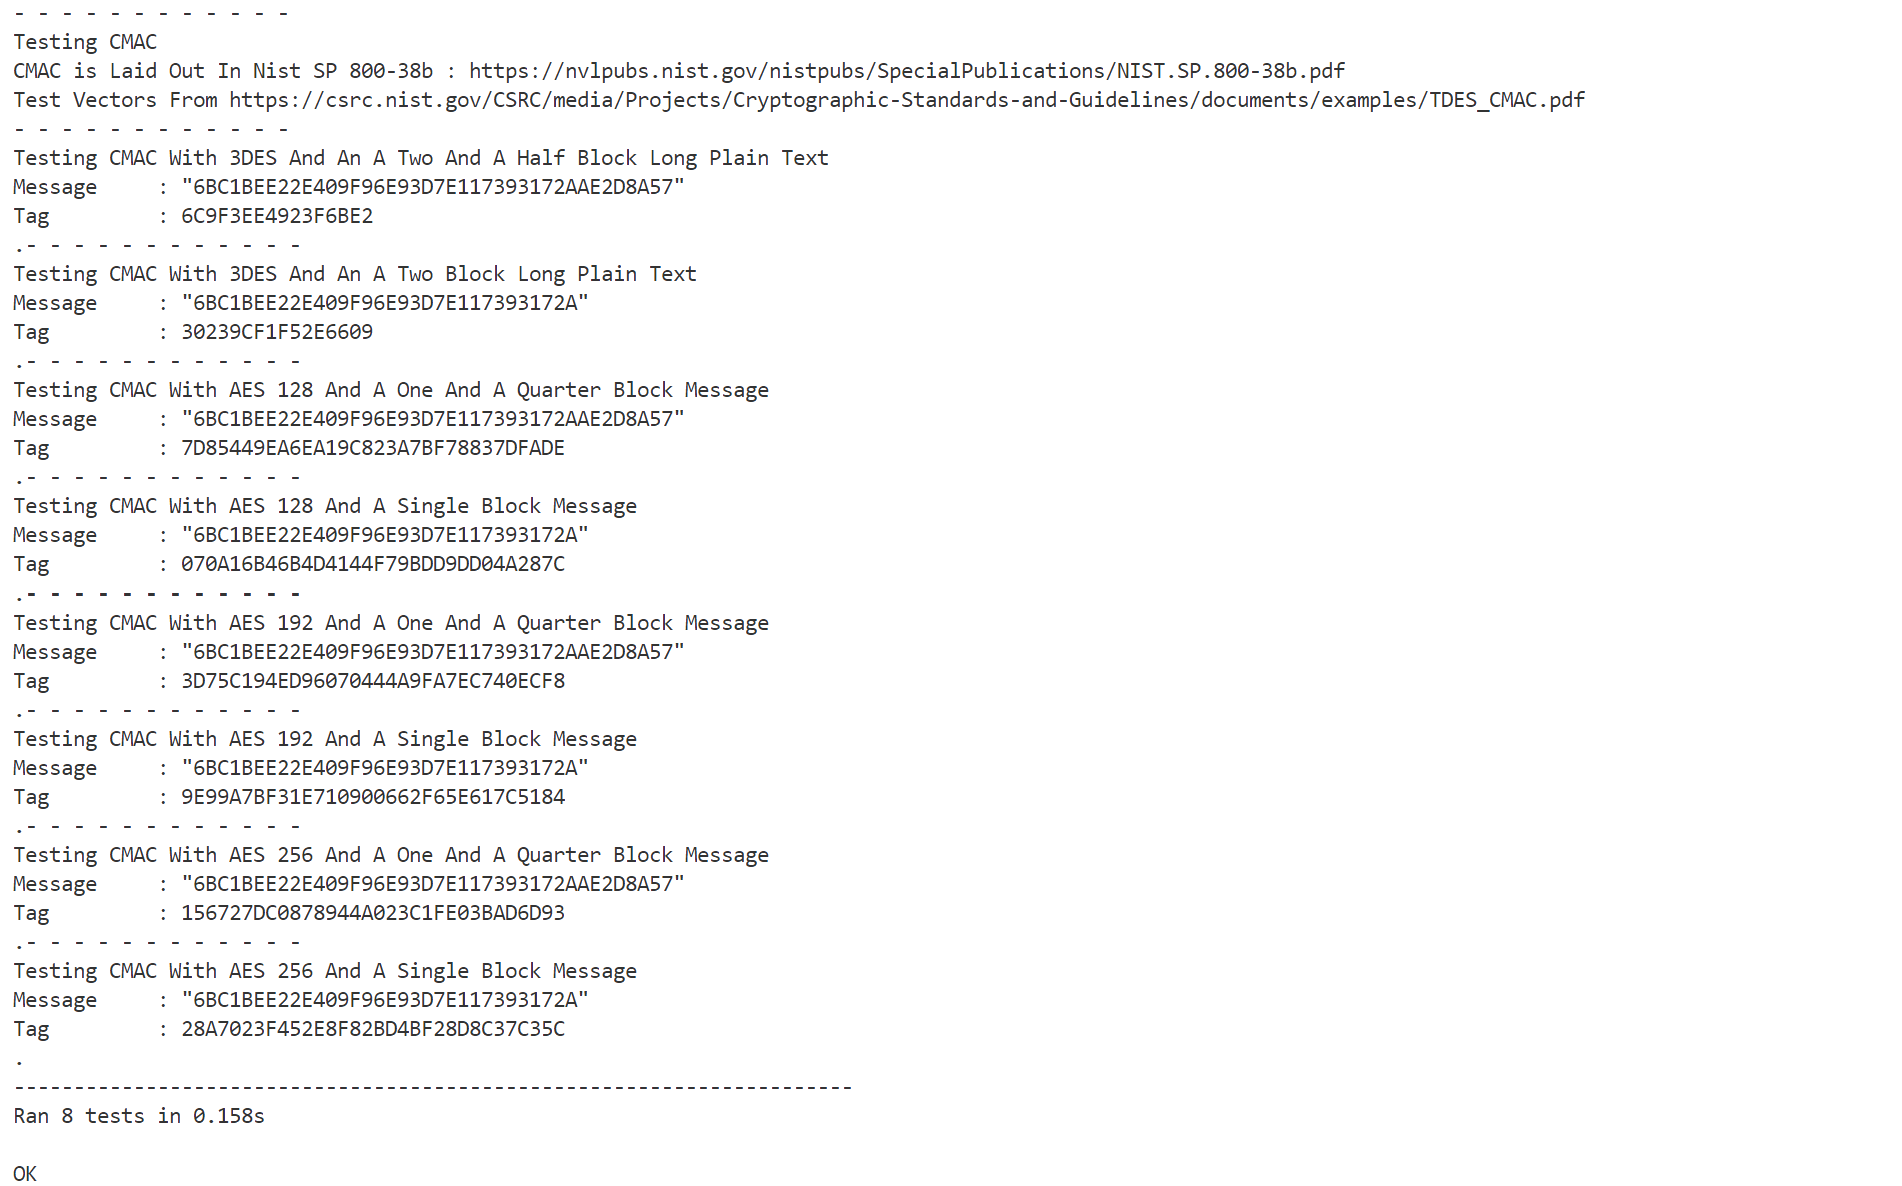 - - - - - - - - - - - -
Testing CMAC
CMAC is Laid Out In Nist SP 800-38b : https://nvlpubs.nist.gov/nistpubs/SpecialPublications/NIST.SP.800-38b.pdf
Test Vectors From https://csrc.nist.gov/CSRC/media/Projects/Cryptographic-Standards-and-Guidelines/documents/examples/TDES_CMAC.pdf
- - - - - - - - - - - -
Testing CMAC With 3DES And An A Two And A Half Block Long Plain Text
Message     : "6BC1BEE22E409F96E93D7E117393172AAE2D8A57"
Tag         : 6C9F3EE4923F6BE2
.- - - - - - - - - - - -
Testing CMAC With 3DES And An A Two Block Long Plain Text
Message     : "6BC1BEE22E409F96E93D7E117393172A"
Tag         : 30239CF1F52E6609
.- - - - - - - - - - - -
Testing CMAC With AES 128 And A One And A Quarter Block Message
Message     : "6BC1BEE22E409F96E93D7E117393172AAE2D8A57"
Tag         : 7D85449EA6EA19C823A7BF78837DFADE
.- - - - - - - - - - - -
Testing CMAC With AES 128 And A Single Block Message
Message     : "6BC1BEE22E409F96E93D7E117393172A"
Tag         : 070A16B46B4D4144F79BDD9DD04A287C
.- - - - - - - - - - - -
Testing CMAC With AES 192 And A One And A Quarter Block Message
Message     : "6BC1BEE22E409F96E93D7E117393172AAE2D8A57"
Tag         : 3D75C194ED96070444A9FA7EC740ECF8
.- - - - - - - - - - - -
Testing CMAC With AES 192 And A Single Block Message
Message     : "6BC1BEE22E409F96E93D7E117393172A"
Tag         : 9E99A7BF31E710900662F65E617C5184
.- - - - - - - - - - - -
Testing CMAC With AES 256 And A One And A Quarter Block Message
Message     : "6BC1BEE22E409F96E93D7E117393172AAE2D8A57"
Tag         : 156727DC0878944A023C1FE03BAD6D93
.- - - - - - - - - - - -
Testing CMAC With AES 256 And A Single Block Message
Message     : "6BC1BEE22E409F96E93D7E117393172A"
Tag         : 28A7023F452E8F82BD4BF28D8C37C35C
.
----------------------------------------------------------------------
Ran 8 tests in 0.158s

OK